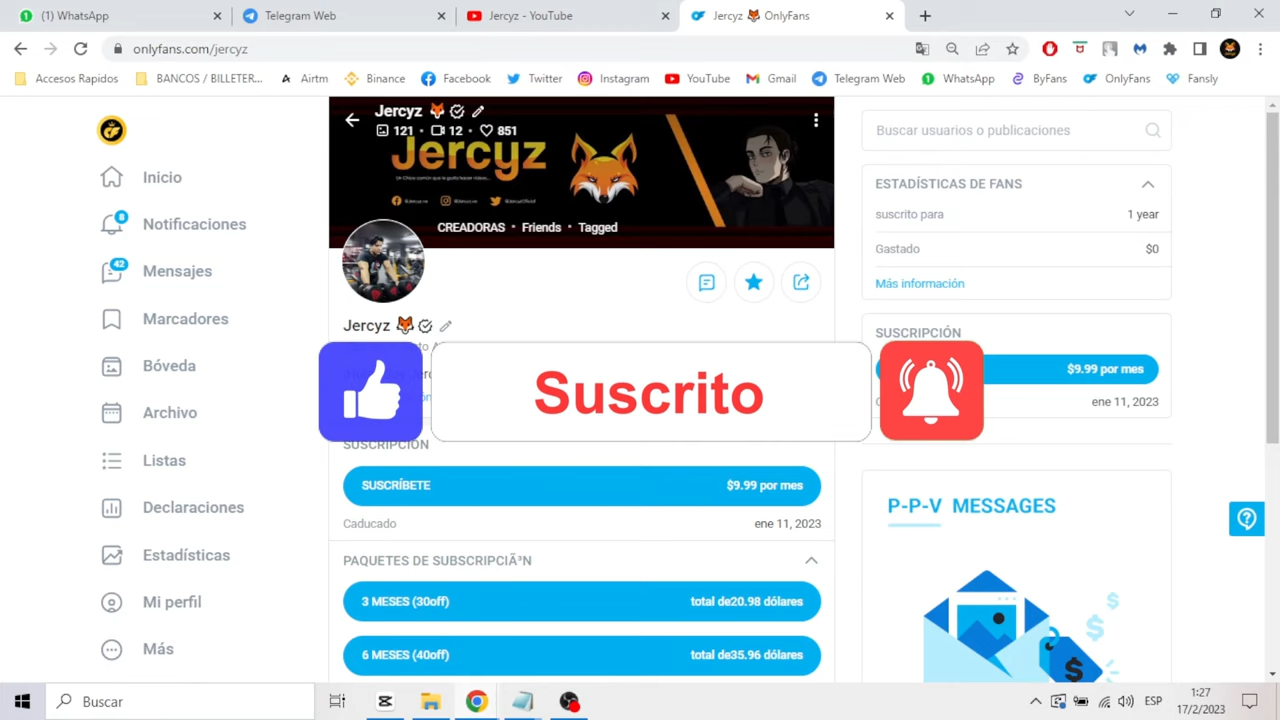 (1) WhatsApp
Telegram Web
Jercyz - YouTube
Jercyz 🦊 OnlyFans
onlyfans.com/jercyz
Accesos Rapidos
BANCOS / BILLETER...
Airtm
Binance
Facebook
Twitter
Instagram
YouTube
Gmail
Telegram Web
WhatsApp
ByFans
OnlyFans
Fansly
Inicio
8
Notificaciones
42
Mensajes
Marcadores
Bóveda
Archivo
Listas
Declaraciones
Estadísticas
Mi perfil
Más
Jercyz 🦊
121 • 12 • 851
Jercyz
CREADORAS • Friends • Tagged
Jercyz 🦊
Suscrito
SUSCRIPCIÓN
SUSCRÍBETE $9.99 por mes
Caducado ene 11, 2023
PAQUETES DE SUBSCRIPCIÃ³N
3 MESES (30off) total de20.98 dólares
6 MESES (40off) total de35.96 dólares
Buscar usuarios o publicaciones
ESTADÍSTICAS DE FANS
suscrito para 1 year
Gastado $0
Más información
SUSCRIPCIÓN
$9.99 por mes
ene 11, 2023
P-P-V MESSAGES
Buscar
ESP
1:27
17/2/2023